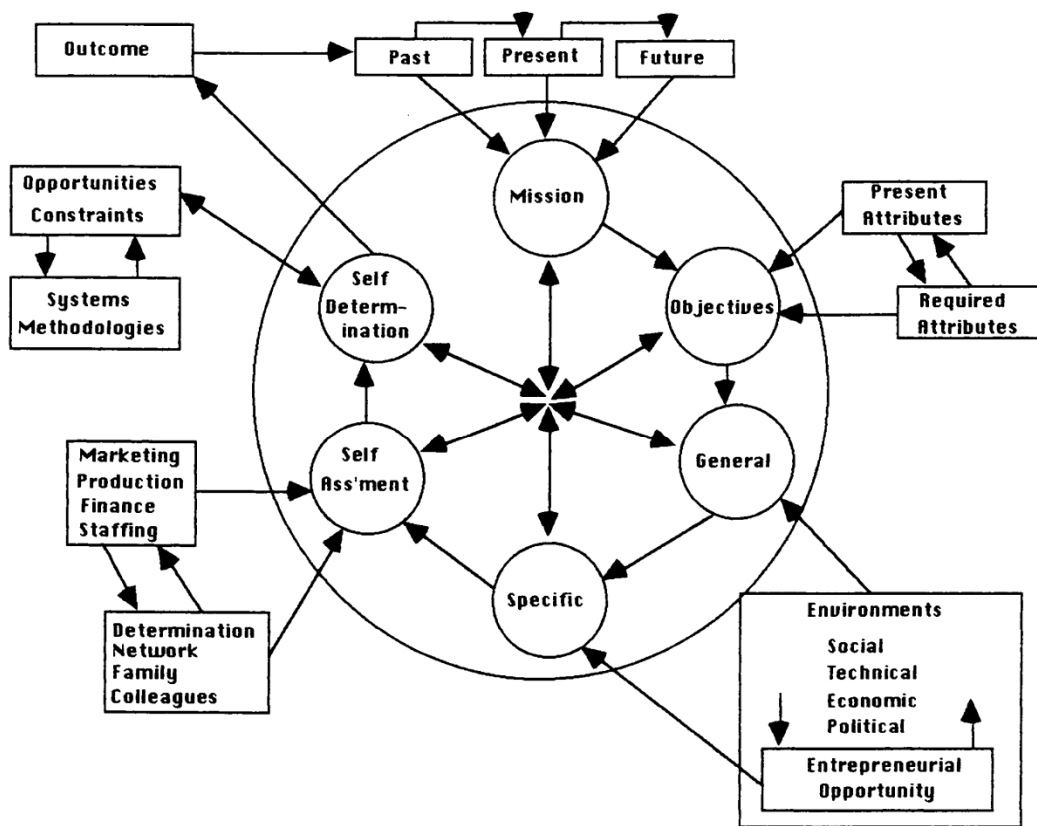 Outcome
Past
Present
Future
Mission
Opportunities
Constraints
Systems
Methodologies
Self
Determ-
ination
Objectives
Present
Attributes
Required
Attributes
Marketing
Production
Finance
Staffing
Self
Ass'ment
General
Specific
Determination
Network
Family
Colleagues
Environments
Social
Technical
Economic
Political
Entrepreneurial
Opportunity